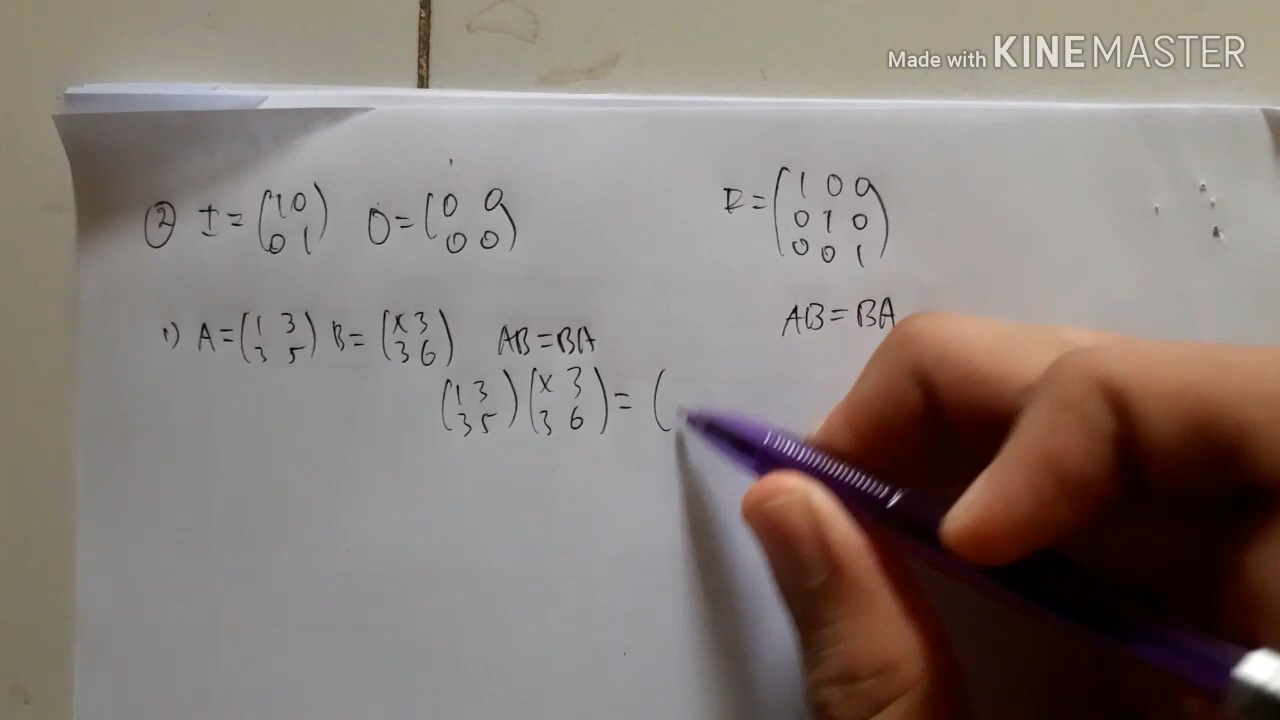 Made with KINEMASTER
② I = (1 0
0 1) O = (0 0
0 0)
I = (1 0 0
0 1 0
0 0 1)
1) A = (1 3
3 5) B = (x 3
3 6) AB = BA
AB = BA
(1 3
3 5) (x 3
3 6) = (